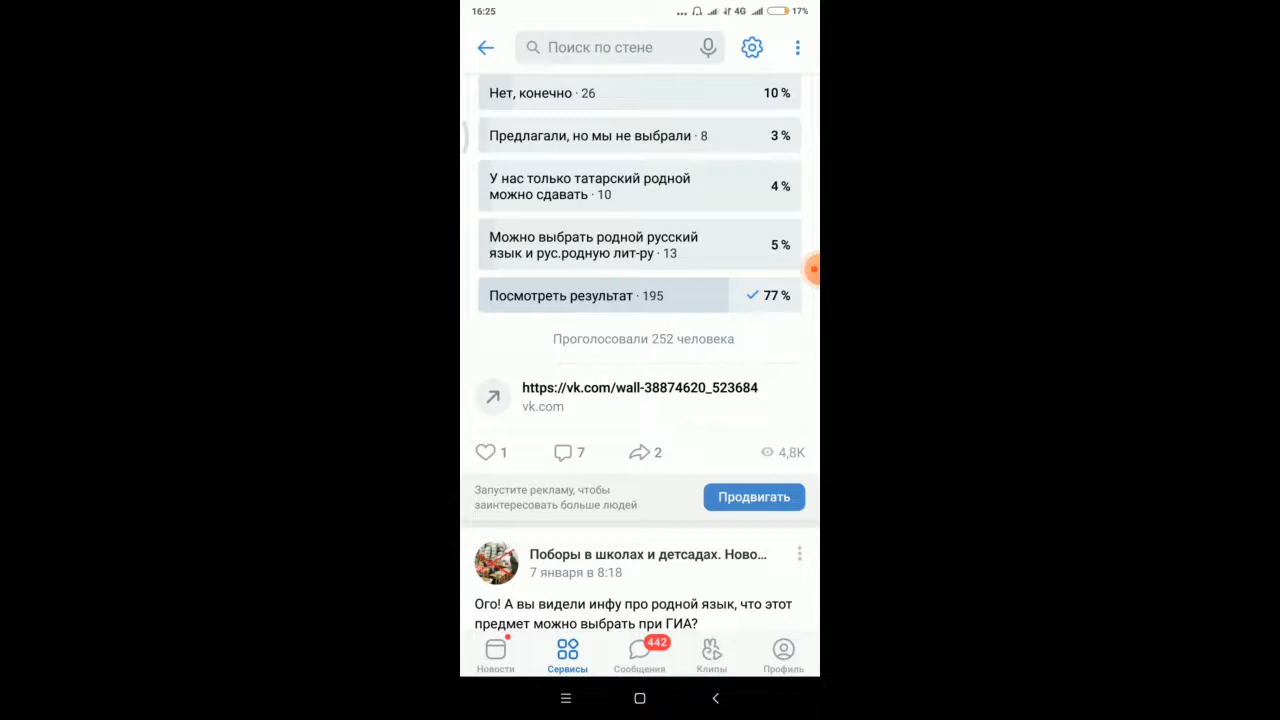 16:25
4G
17%
Поиск по стене
Нет, конечно · 26
10 %
Предлагали, но мы не выбрали · 8
3 %
У нас только татарский родной
можно сдавать · 10
4 %
Можно выбрать родной русский
язык и рус.родную лит-ру · 13
5 %
Посмотреть результат · 195
77 %
Проголосовали 252 человека
https://vk.com/wall-38874620_523684
vk.com
1
7
2
4,8K
Запустите рекламу, чтобы
заинтересовать больше людей
Продвигать
Поборы в школах и детсадах. Ново...
7 января в 8:18
Ого! А вы видели инфу про родной язык, что этот
предмет можно выбрать при ГИА?
442
Новости
Сервисы
Сообщения
Клипы
Профиль